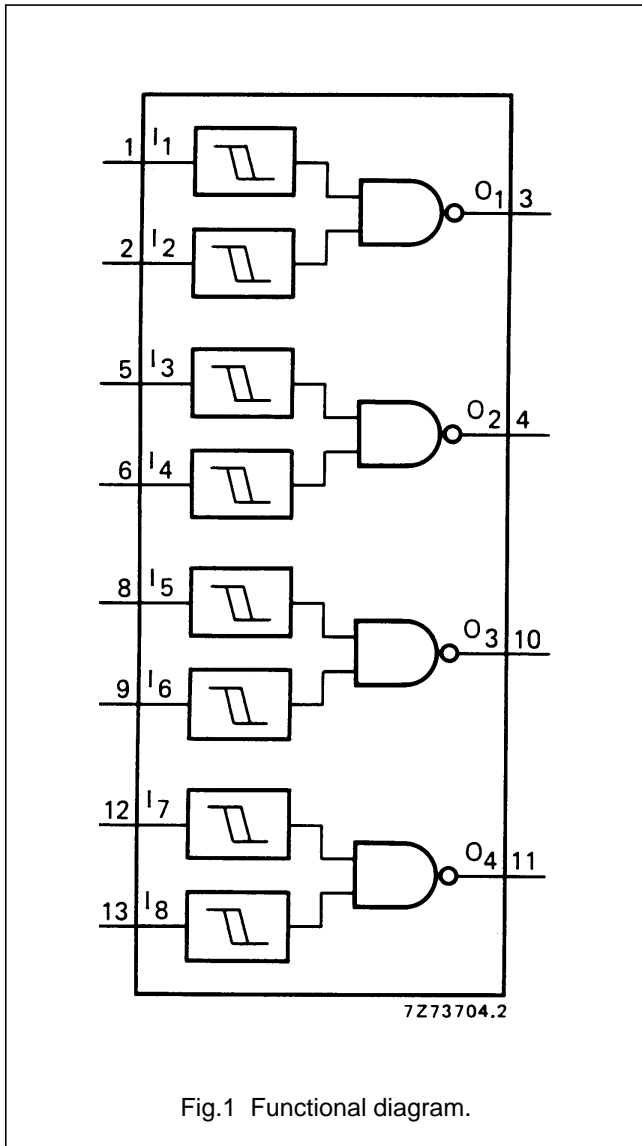 1 I1
O1 3
2 I2
5 I3
O2 4
6 I4
8 I5
O3 10
9 I6
12 I7
O4 11
13 I8
7Z73704.2
Fig.1 Functional diagram.